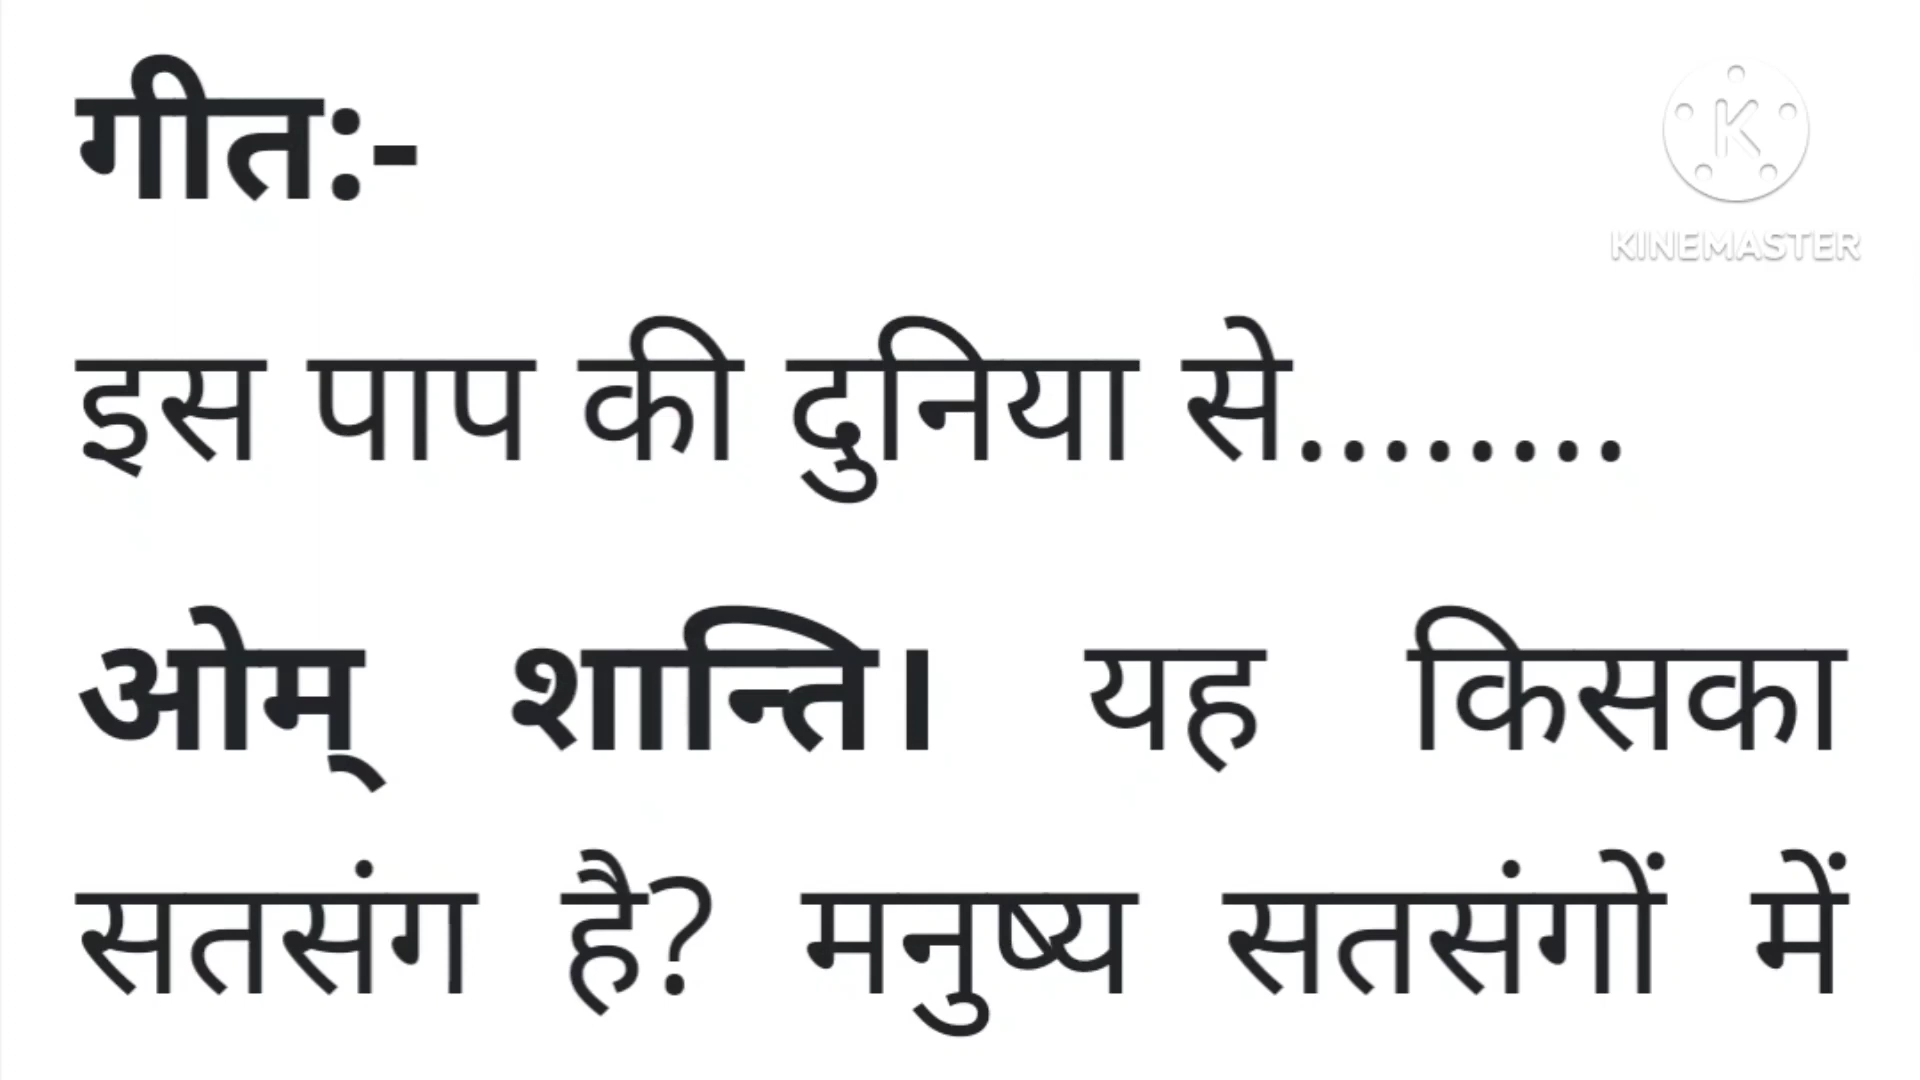 गीत:-
KINEMASTER
इस पाप की दुनिया से........
ओम् शान्ति। यह किसका
सतसंग है? मनुष्य सतसंगों में